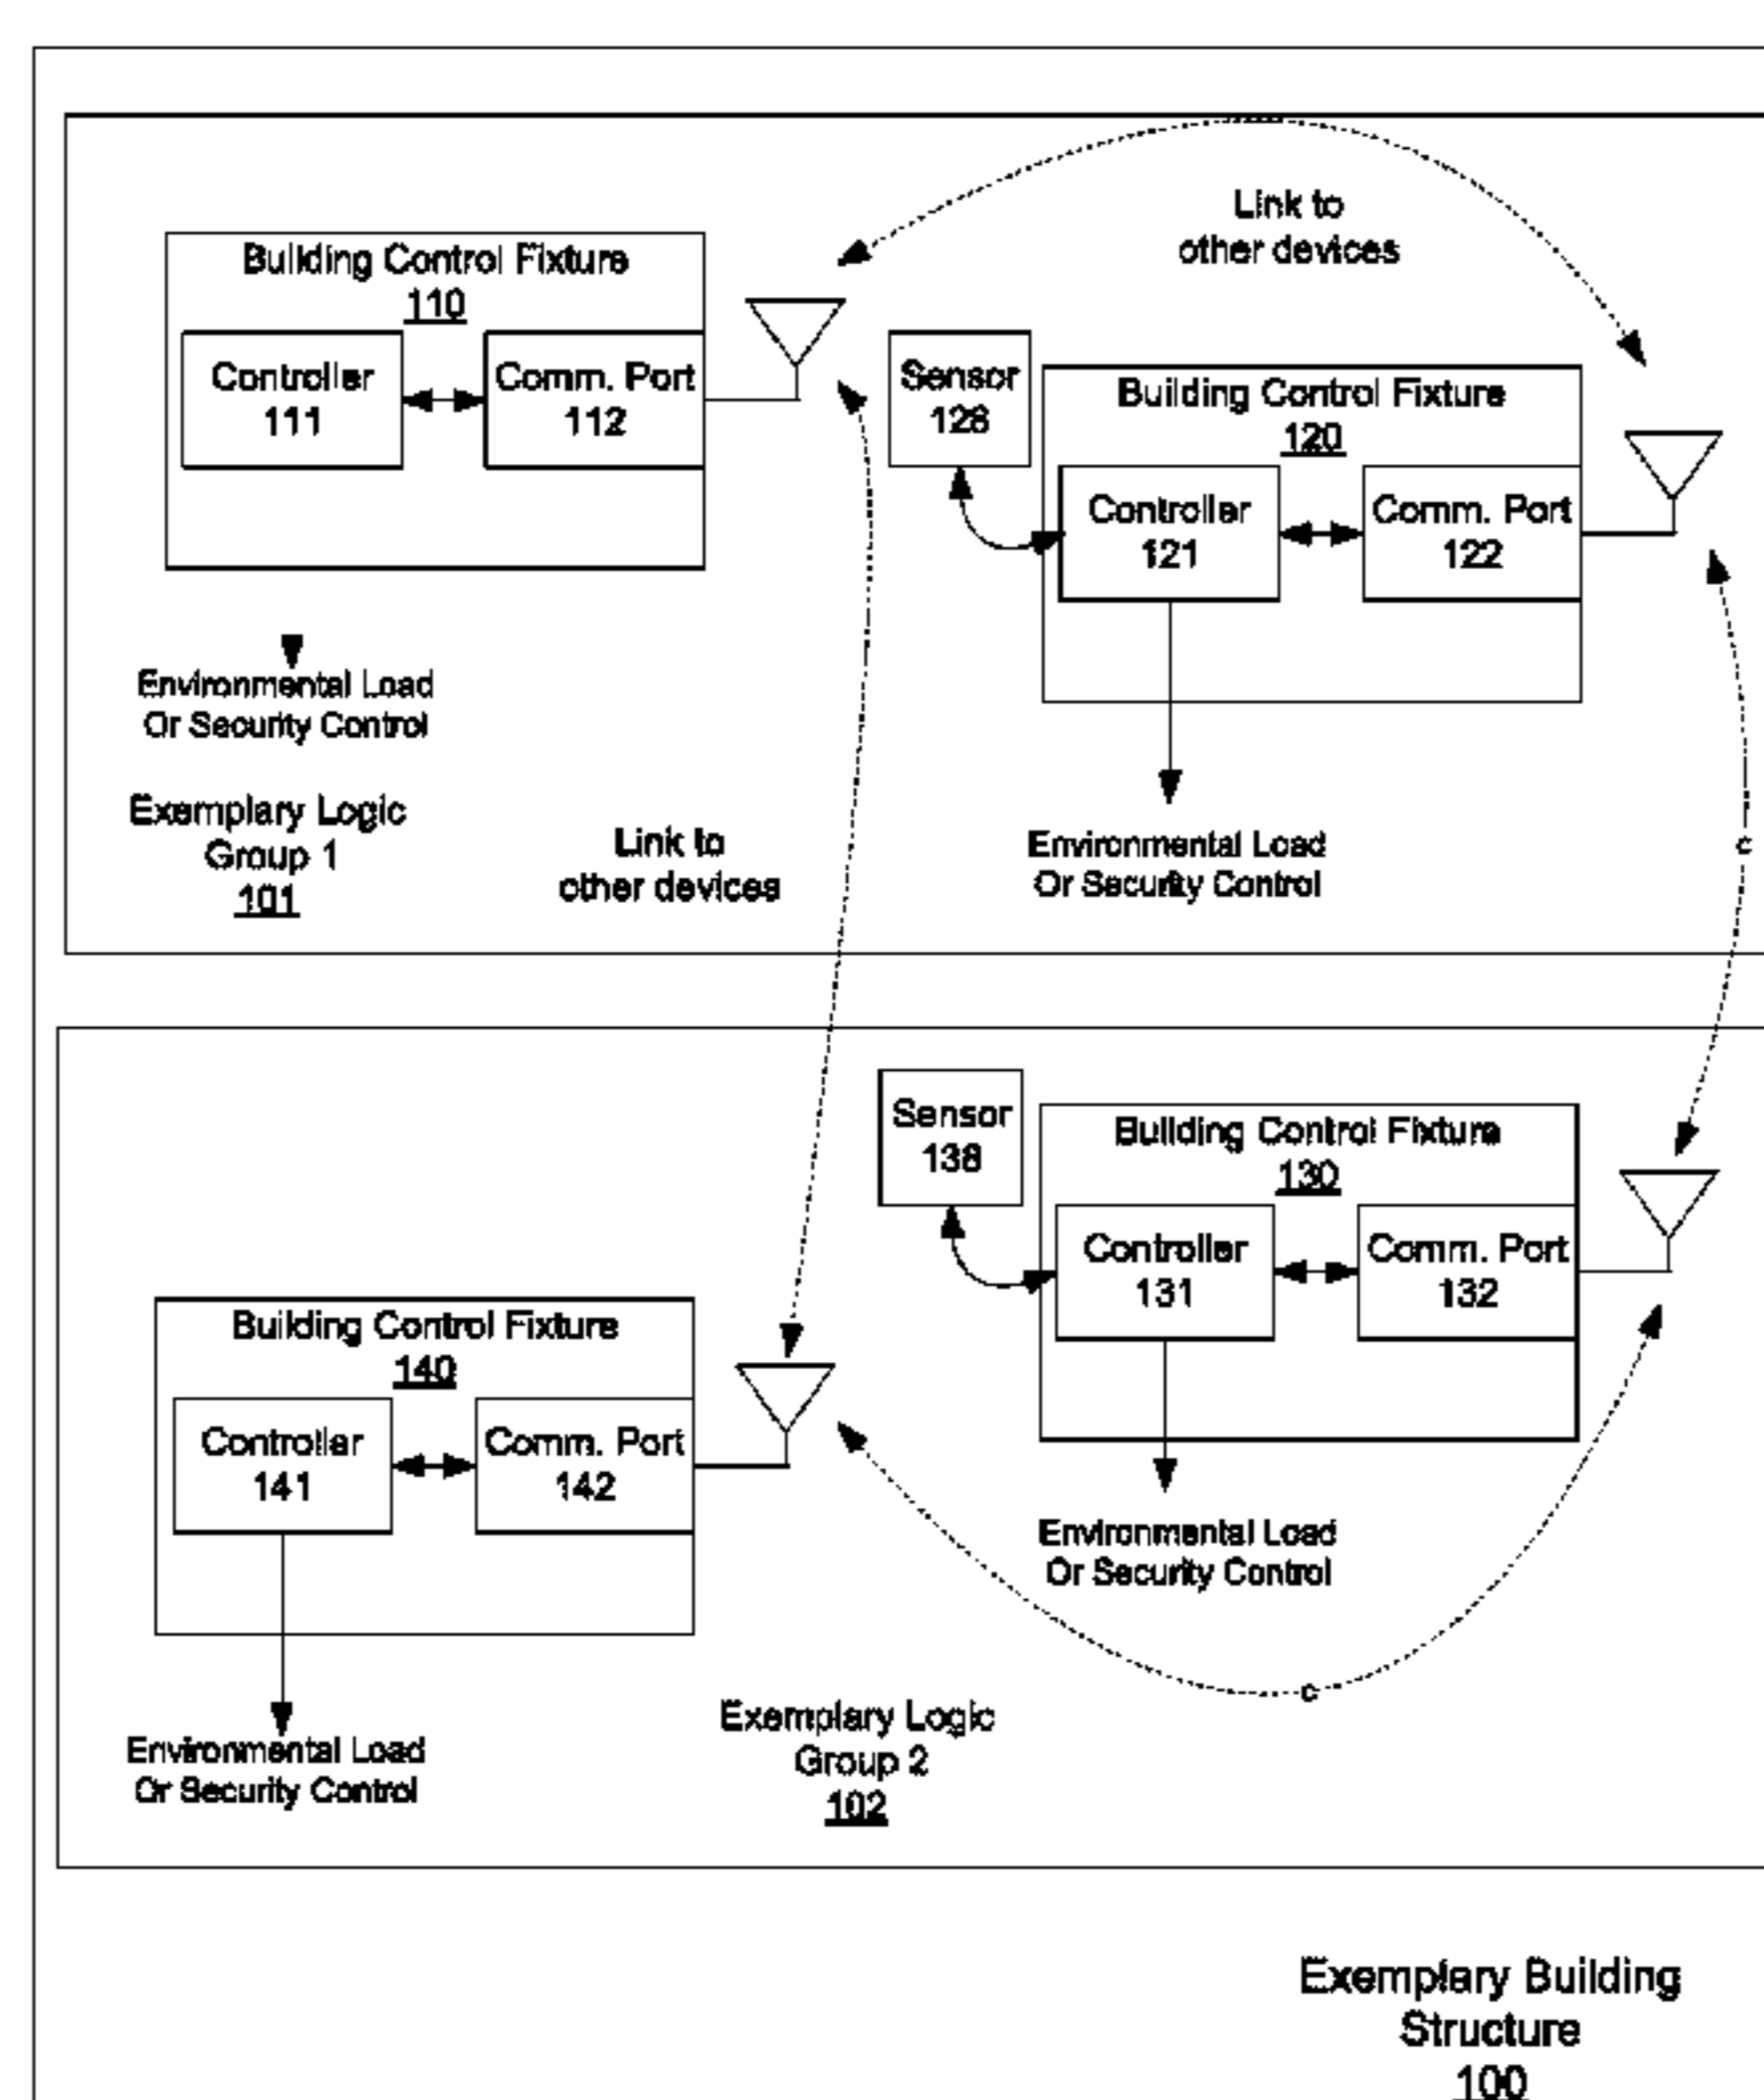 Link to
other devices
Building Control Fixture
110
Controller
111
Comm. Port
112
Sensor
128
Building Control Fixture
120
Controller
121
Comm. Port
122
Environmental Load
Or Security Control
Environmental Load
Or Security Control
Exemplary Logic
Group 1
101
Link to
other devices
c
Sensor
138
Building Control Fixture
130
Controller
131
Comm. Port
132
Building Control Fixture
140
Controller
141
Comm. Port
142
Environmental Load
Or Security Control
c
Environmental Load
Or Security Control
Exemplary Logic
Group 2
102
Exemplary Building
Structure
100